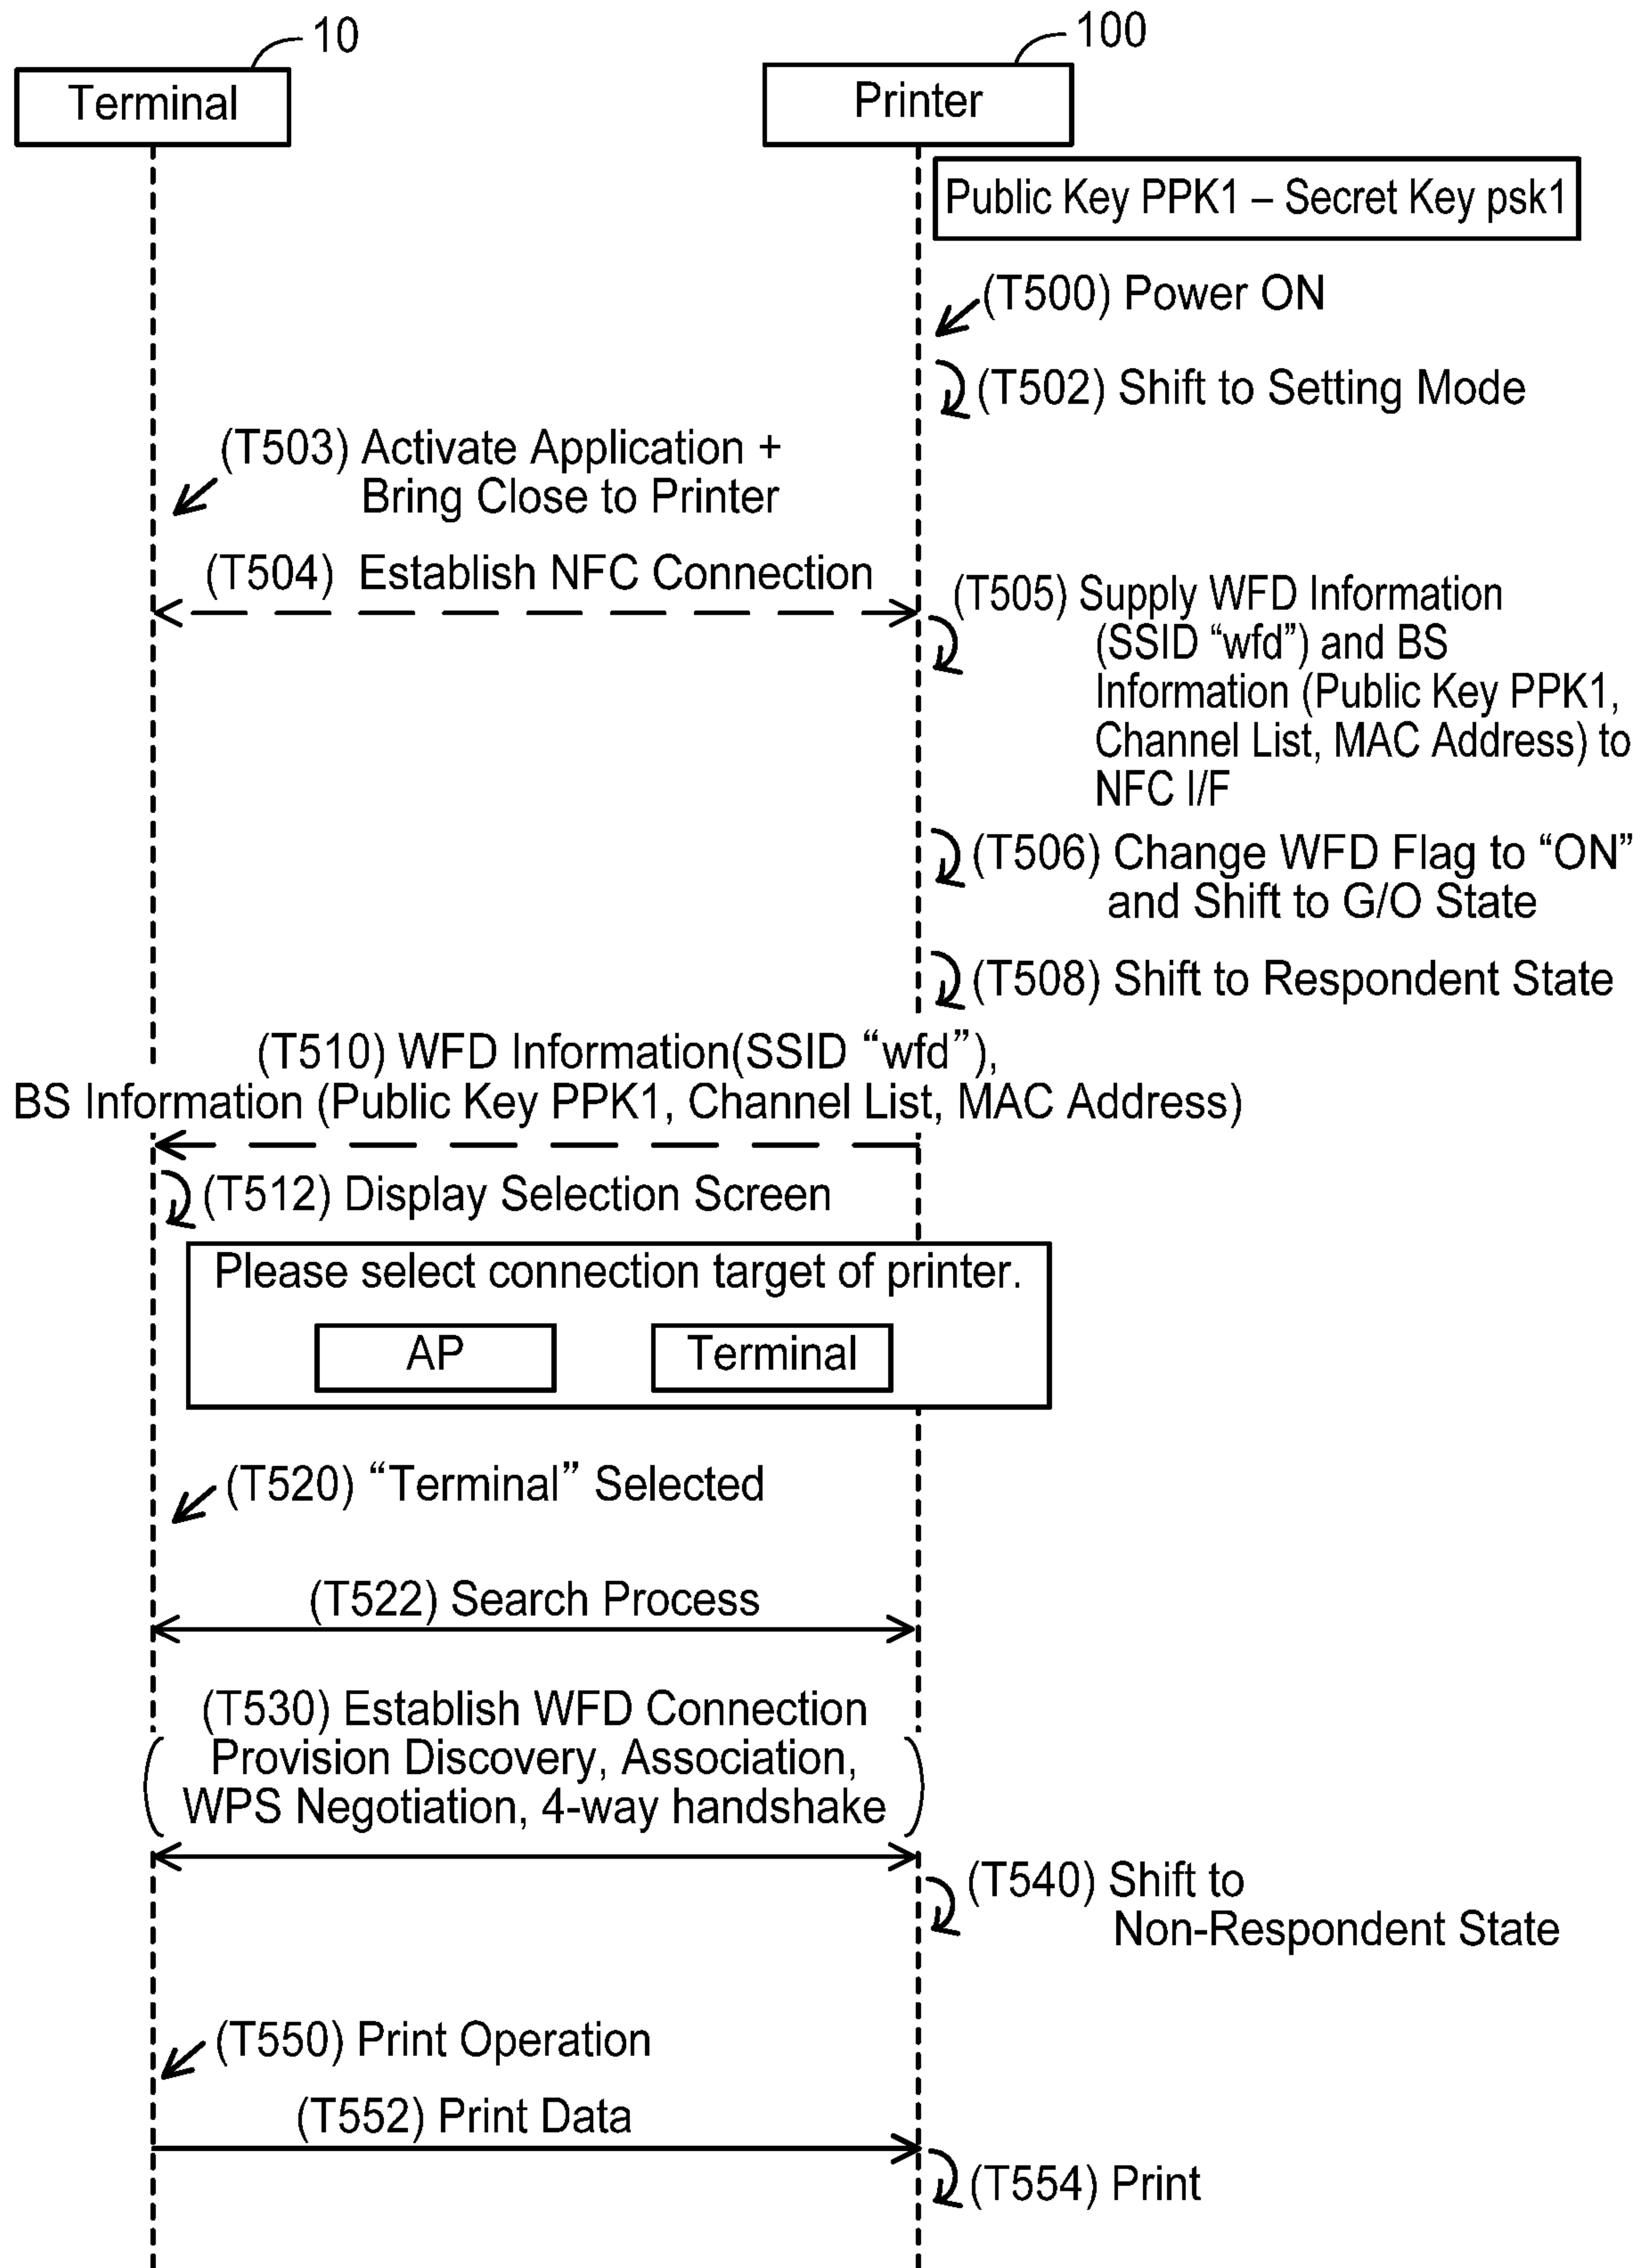 10
100
Terminal
Printer
Public Key PPK1 – Secret Key psk1
(T500) Power ON
(T502) Shift to Setting Mode
(T503) Activate Application +
Bring Close to Printer
(T504) Establish NFC Connection
(T505) Supply WFD Information
(SSID “wfd”) and BS
Information (Public Key PPK1,
Channel List, MAC Address) to
NFC I/F
(T506) Change WFD Flag to “ON”
and Shift to G/O State
(T508) Shift to Respondent State
(T510) WFD Information(SSID “wfd”),
BS Information (Public Key PPK1, Channel List, MAC Address)
(T512) Display Selection Screen
Please select connection target of printer.
AP
Terminal
(T520) “Terminal” Selected
(T522) Search Process
(T530) Establish WFD Connection
(Provision Discovery, Association,
WPS Negotiation, 4-way handshake)
(T540) Shift to
Non-Respondent State
(T550) Print Operation
(T552) Print Data
(T554) Print